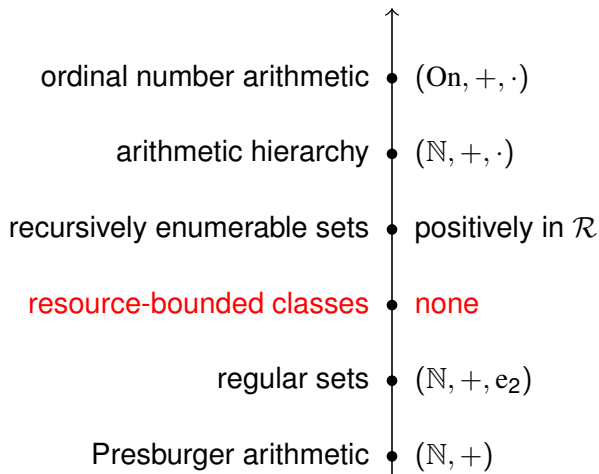 ordinal number arithmetic (On, +, ·)
arithmetic hierarchy (ℕ, +, ·)
recursively enumerable sets positively in ℛ
resource-bounded classes none
regular sets (ℕ, +, e₂)
Presburger arithmetic (ℕ, +)